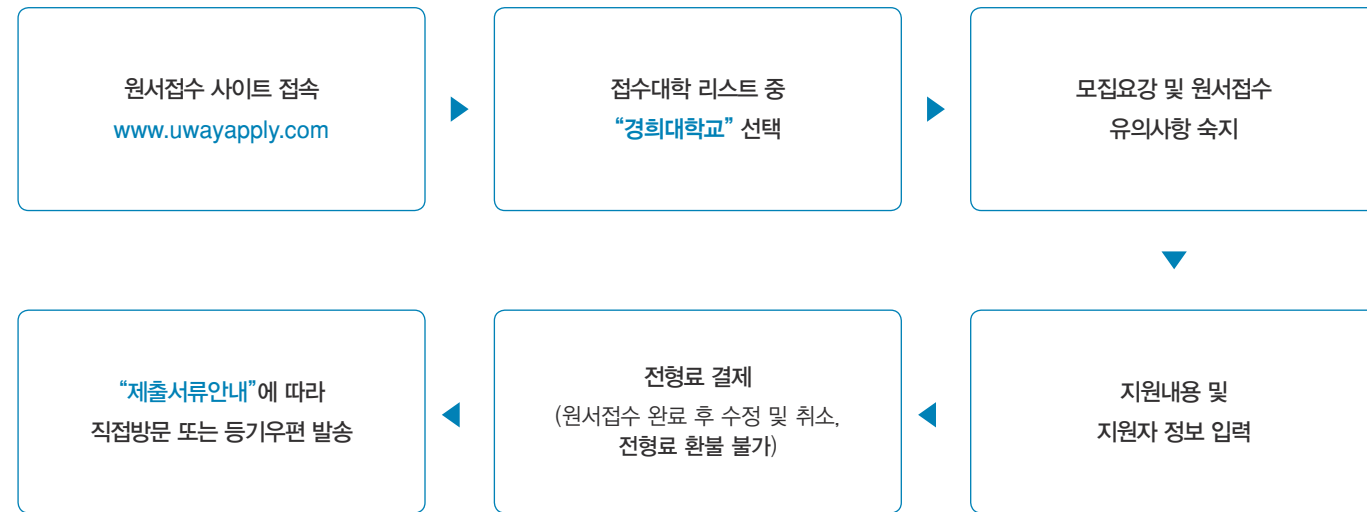 원서접수 사이트 접속
www.uwayapply.com
접수대학 리스트 중
“경희대학교” 선택
모집요강 및 원서접수
유의사항 숙지
지원내용 및
지원자 정보 입력
전형료 결제
(원서접수 완료 후 수정 및 취소,
전형료 환불 불가)
“제출서류안내”에 따라
직접방문 또는 등기우편 발송